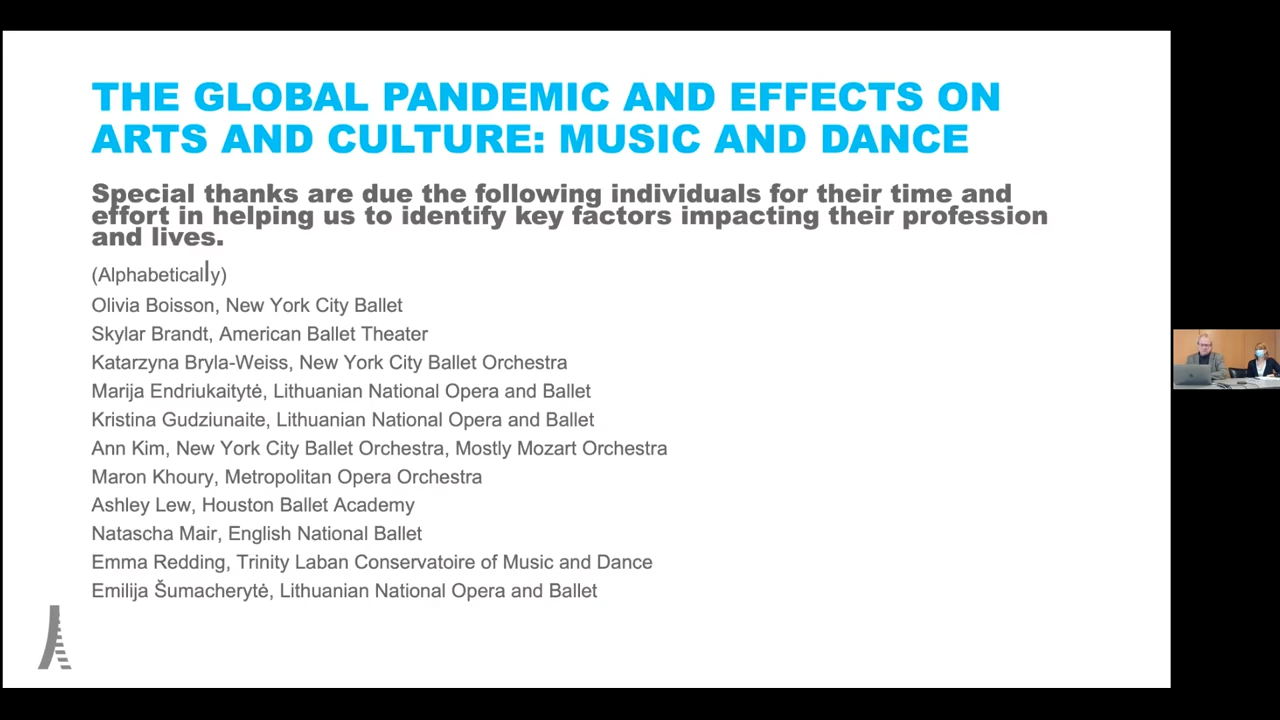 THE GLOBAL PANDEMIC AND EFFECTS ON
ARTS AND CULTURE: MUSIC AND DANCE
Special thanks are due the following individuals for their time and
effort in helping us to identify key factors impacting their profession
and lives.
(Alphabetically)
Olivia Boisson, New York City Ballet
Skylar Brandt, American Ballet Theater
Katarzyna Bryla-Weiss, New York City Ballet Orchestra
Marija Endriukaitytė, Lithuanian National Opera and Ballet
Kristina Gudziunaite, Lithuanian National Opera and Ballet
Ann Kim, New York City Ballet Orchestra, Mostly Mozart Orchestra
Maron Khoury, Metropolitan Opera Orchestra
Ashley Lew, Houston Ballet Academy
Natascha Mair, English National Ballet
Emma Redding, Trinity Laban Conservatoire of Music and Dance
Emilija Šumacherytė, Lithuanian National Opera and Ballet